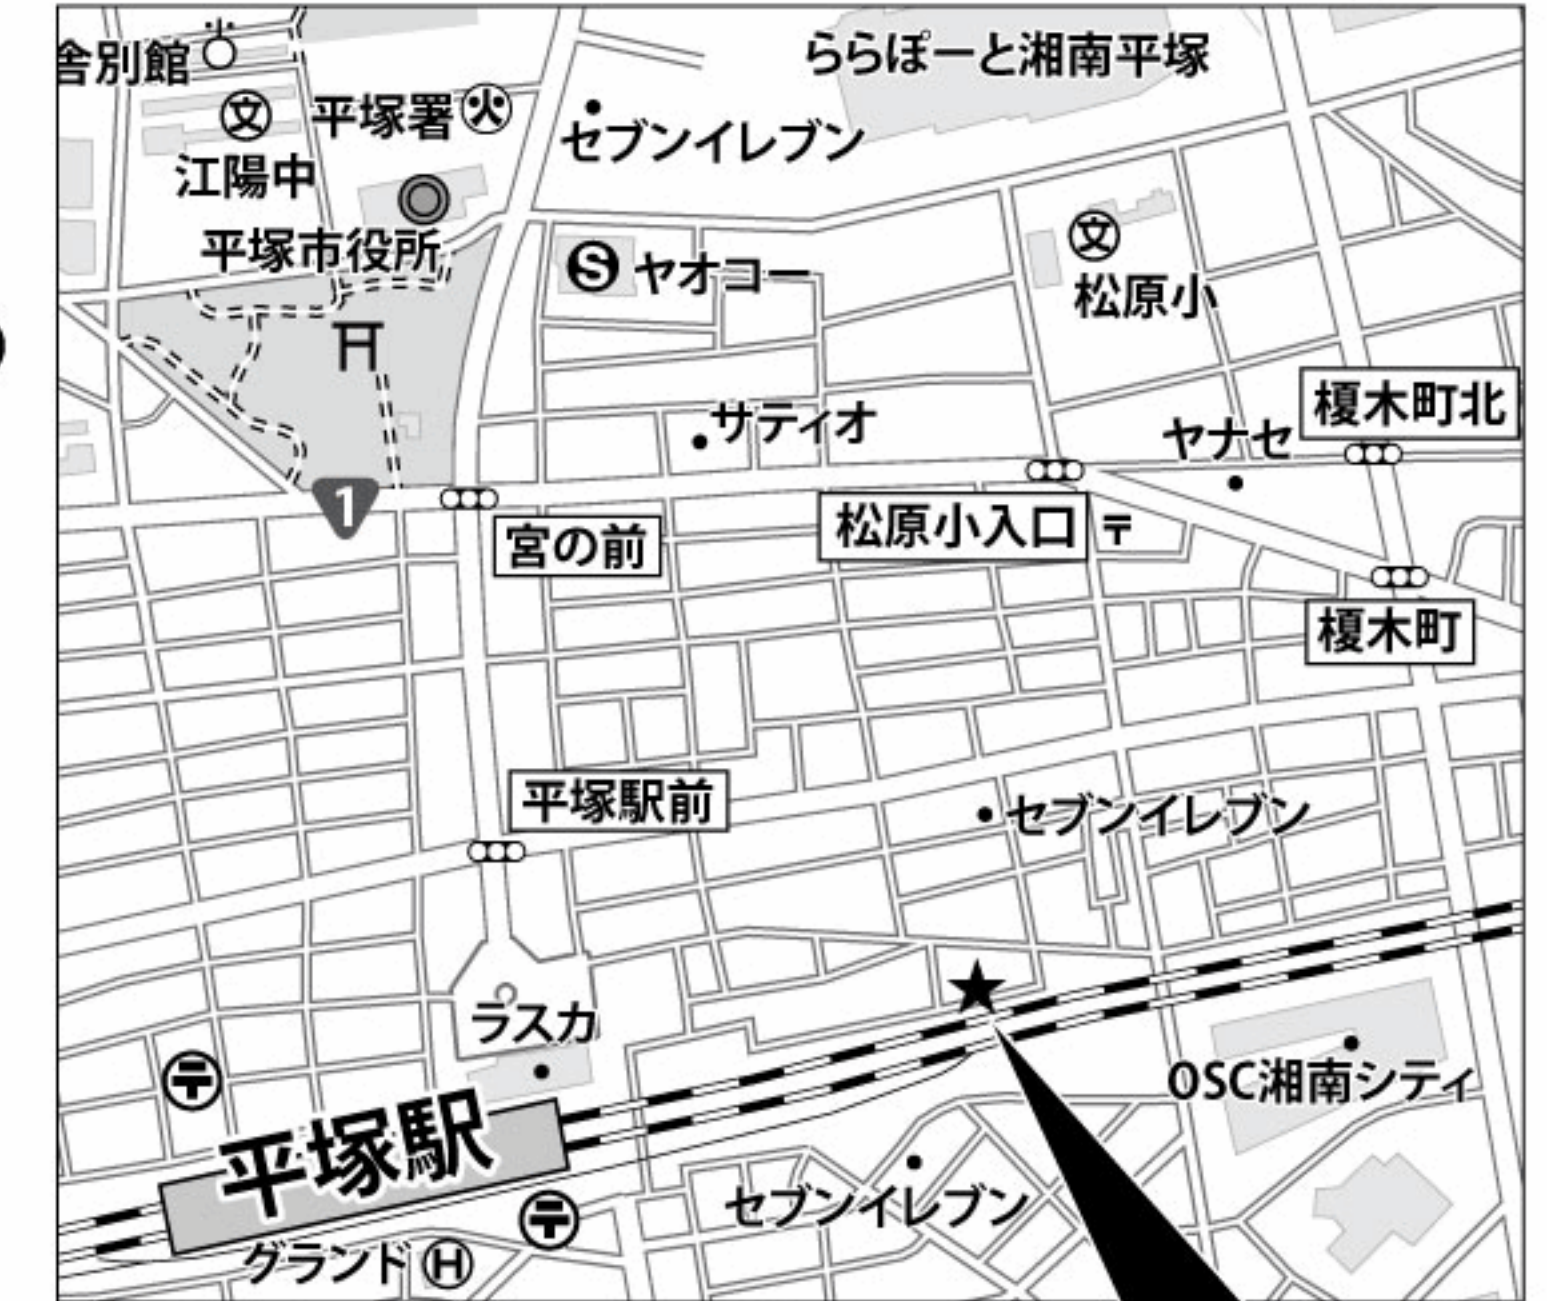 舎別館
ららぽーと湘南平塚
文
平塚署
火
セブンイレブン
江陽中
平塚市役所
S
ヤオコー
文
松原小
サティオ
ヤナセ
榎木町北
1
宮の前
松原小入口
〒
榎木町
平塚駅前
セブンイレブン
ラスカ
〒
OSC湘南シティ
平塚駅
セブンイレブン
〒
グランド
H